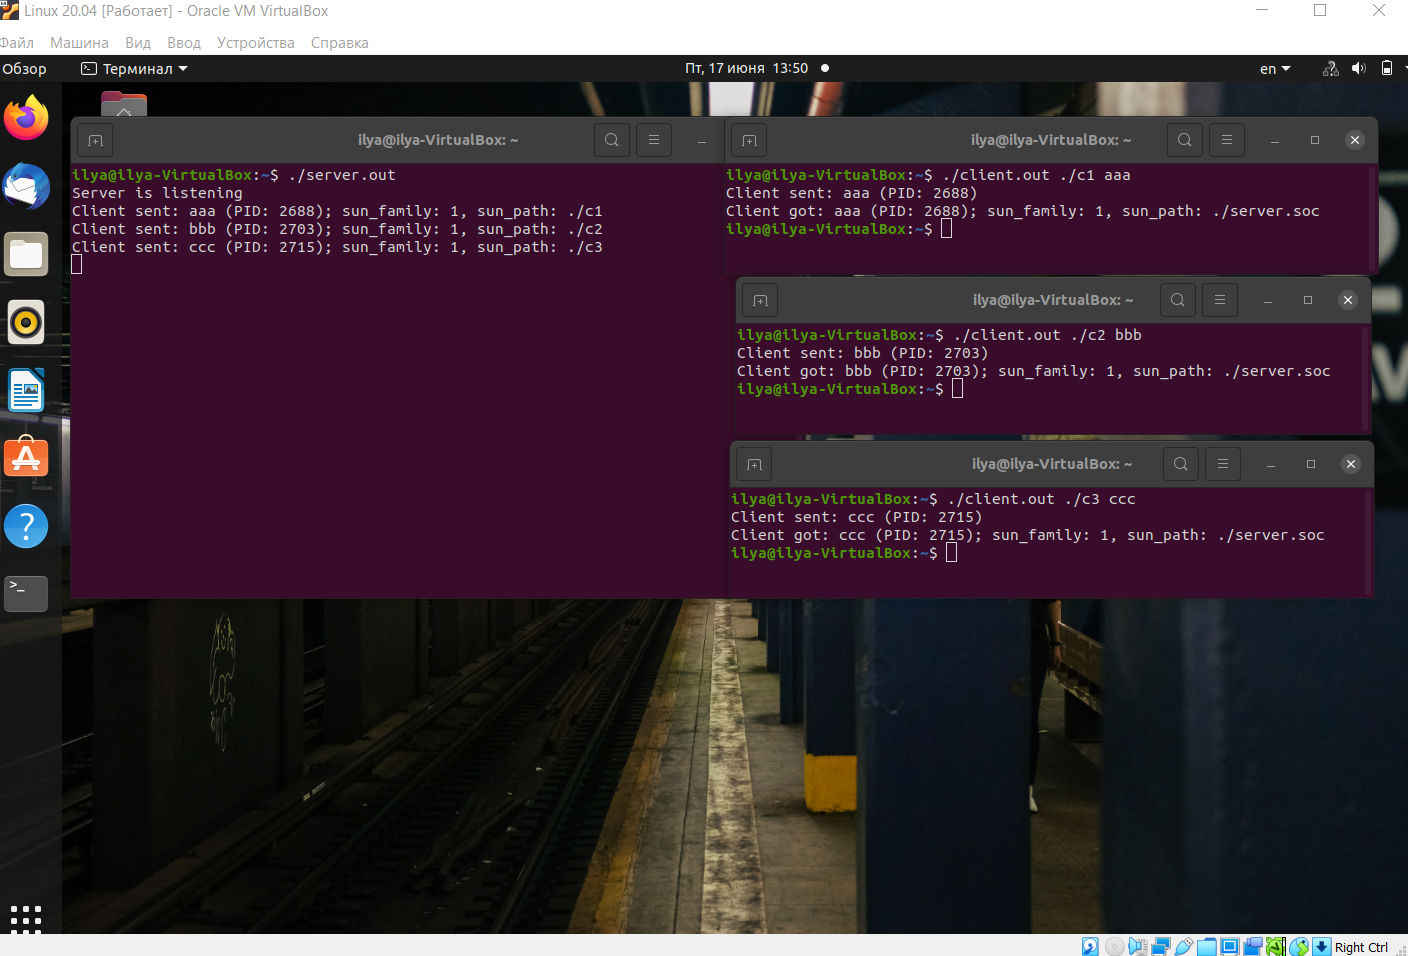 Linux 20.04 [Работает] - Oracle VM VirtualBox
Файл Машина Вид Ввод Устройства Справка
Обзор Терминал Пт, 17 июня 13:50 en
ilya@ilya-VirtualBox: ~
ilya@ilya-VirtualBox:~$ ./server.out
Server is listening
Client sent: aaa (PID: 2688); sun_family: 1, sun_path: ./c1
Client sent: bbb (PID: 2703); sun_family: 1, sun_path: ./c2
Client sent: ccc (PID: 2715); sun_family: 1, sun_path: ./c3
ilya@ilya-VirtualBox: ~
ilya@ilya-VirtualBox:~$ ./client.out ./c1 aaa
Client sent: aaa (PID: 2688)
Client got: aaa (PID: 2688); sun_family: 1, sun_path: ./server.soc
ilya@ilya-VirtualBox:~$
ilya@ilya-VirtualBox: ~
ilya@ilya-VirtualBox:~$ ./client.out ./c2 bbb
Client sent: bbb (PID: 2703)
Client got: bbb (PID: 2703); sun_family: 1, sun_path: ./server.soc
ilya@ilya-VirtualBox:~$
ilya@ilya-VirtualBox: ~
ilya@ilya-VirtualBox:~$ ./client.out ./c3 ccc
Client sent: ccc (PID: 2715)
Client got: ccc (PID: 2715); sun_family: 1, sun_path: ./server.soc
ilya@ilya-VirtualBox:~$
Right Ctrl